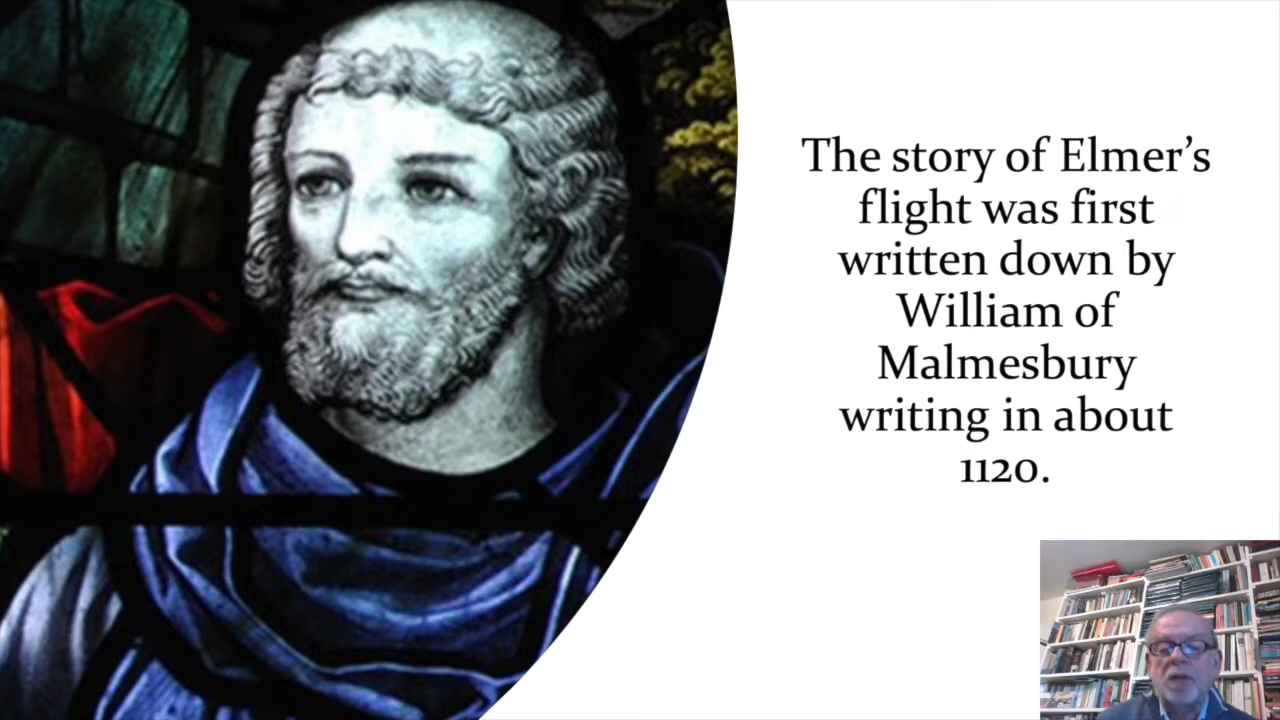 The story of Elmer’s
flight was first
written down by
William of
Malmesbury
writing in about
1120.